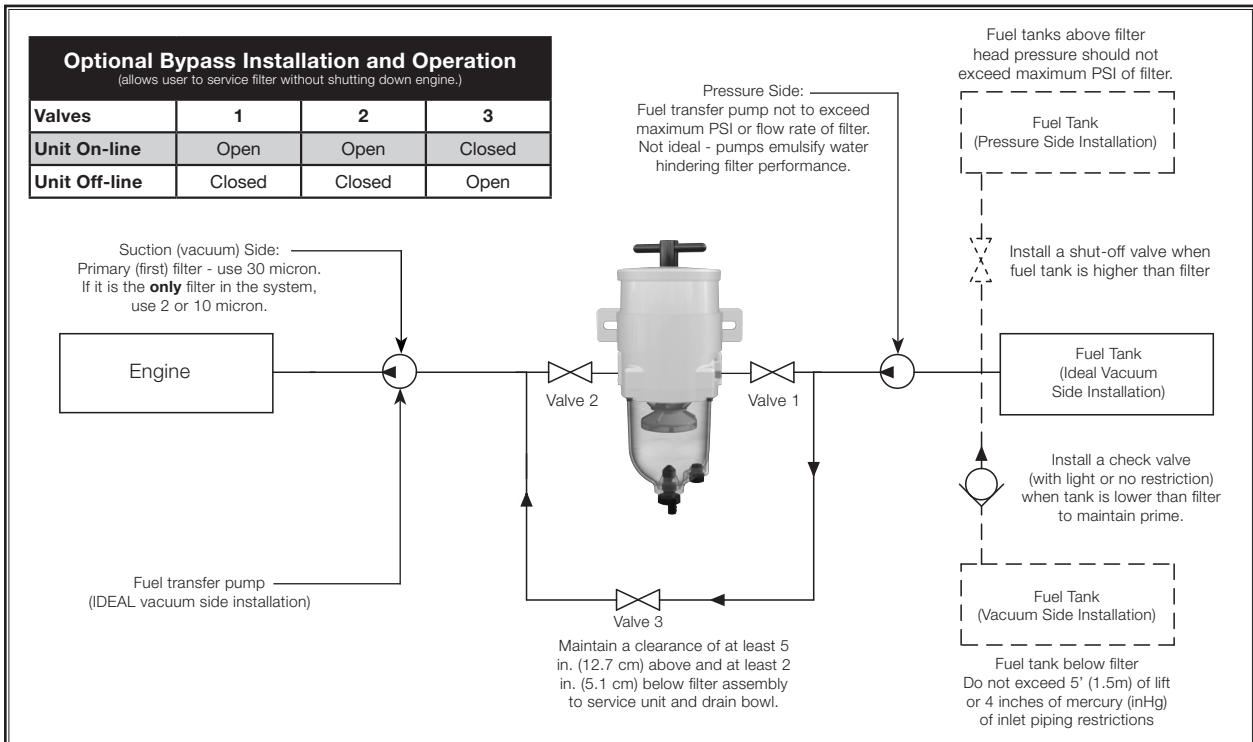 Optional Bypass Installation and Operation
(allows user to service filter without shutting down engine.)
Valves 1 2 3
Unit On-line Open Open Closed
Unit Off-line Closed Closed Open
Fuel tanks above filter
head pressure should not
exceed maximum PSI of filter.
Pressure Side:
Fuel transfer pump not to exceed
maximum PSI or flow rate of filter.
Not ideal - pumps emulsify water
hindering filter performance.
Fuel Tank
(Pressure Side Installation)
Suction (vacuum) Side:
Primary (first) filter - use 30 micron.
If it is the only filter in the system,
use 2 or 10 micron.
Install a shut-off valve when
fuel tank is higher than filter
Engine
Valve 2
Valve 1
Fuel Tank
(Ideal Vacuum
Side Installation)
Install a check valve
(with light or no restriction)
when tank is lower than filter
to maintain prime.
Fuel transfer pump
(IDEAL vacuum side installation)
Valve 3
Maintain a clearance of at least 5
in. (12.7 cm) above and at least 2
in. (5.1 cm) below filter assembly
to service unit and drain bowl.
Fuel Tank
(Vacuum Side Installation)
Fuel tank below filter
Do not exceed 5’ (1.5m) of lift
or 4 inches of mercury (inHg)
of inlet piping restrictions